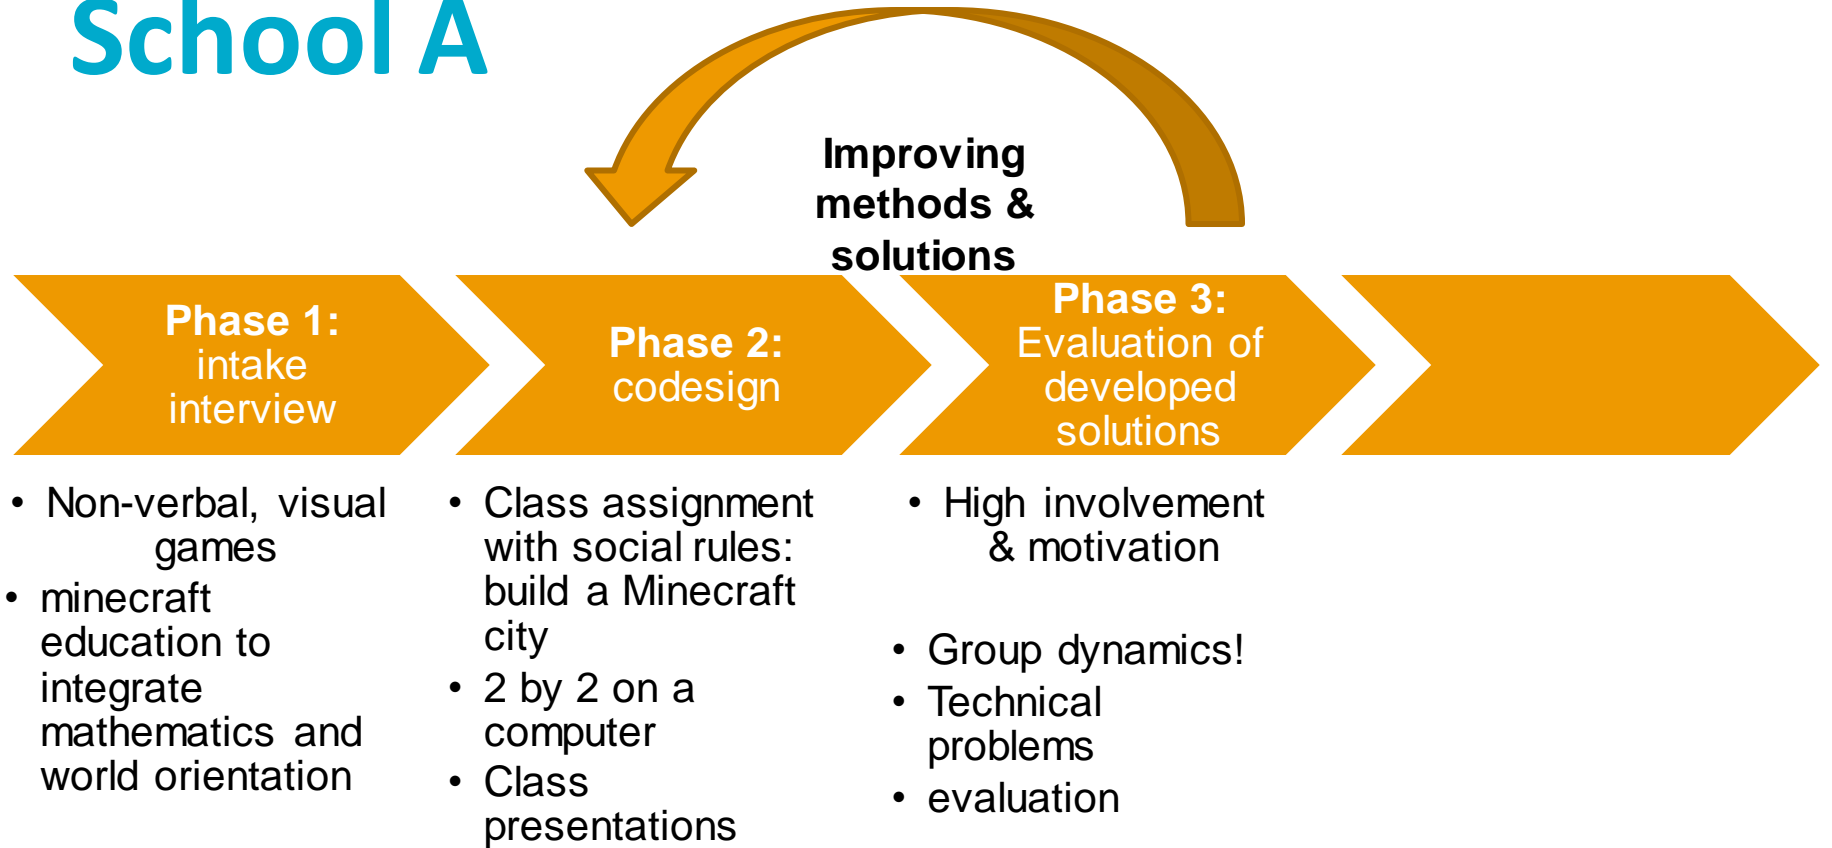 School A
Improving
methods &
solutions
Phase 1:
intake
interview
Phase 2:
codesign
Phase 3:
Evaluation of
developed
solutions
• Non-verbal, visual
games
• minecraft
education to
integrate
mathematics and
world orientation
• Class assignment
with social rules:
build a Minecraft
city
• 2 by 2 on a
computer
• Class
presentations
• High involvement
& motivation
• Group dynamics!
• Technical
problems
• evaluation